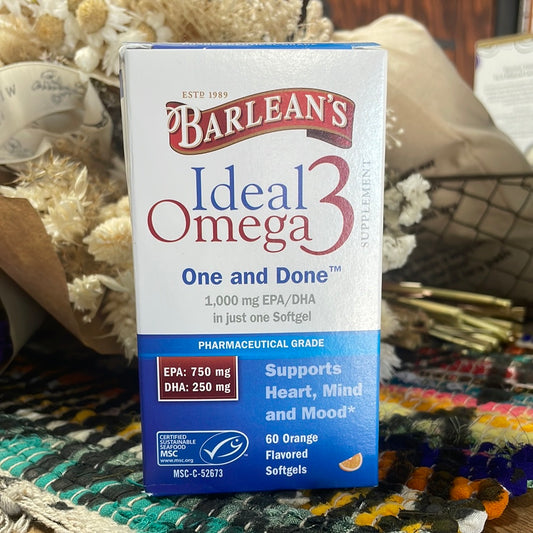 ESTD 1989
BARLEAN'S
Ideal
Omega3
SUPPLEMENT
One and Done™
1,000 mg EPA/DHA
in just one Softgel
PHARMACEUTICAL GRADE
EPA: 750 mg
DHA: 250 mg
Supports
Heart, Mind
and Mood*
CERTIFIED
SUSTAINABLE
SEAFOOD
MSC
www.msc.org
MSC-C-52673
60 Orange
Flavored
Softgels